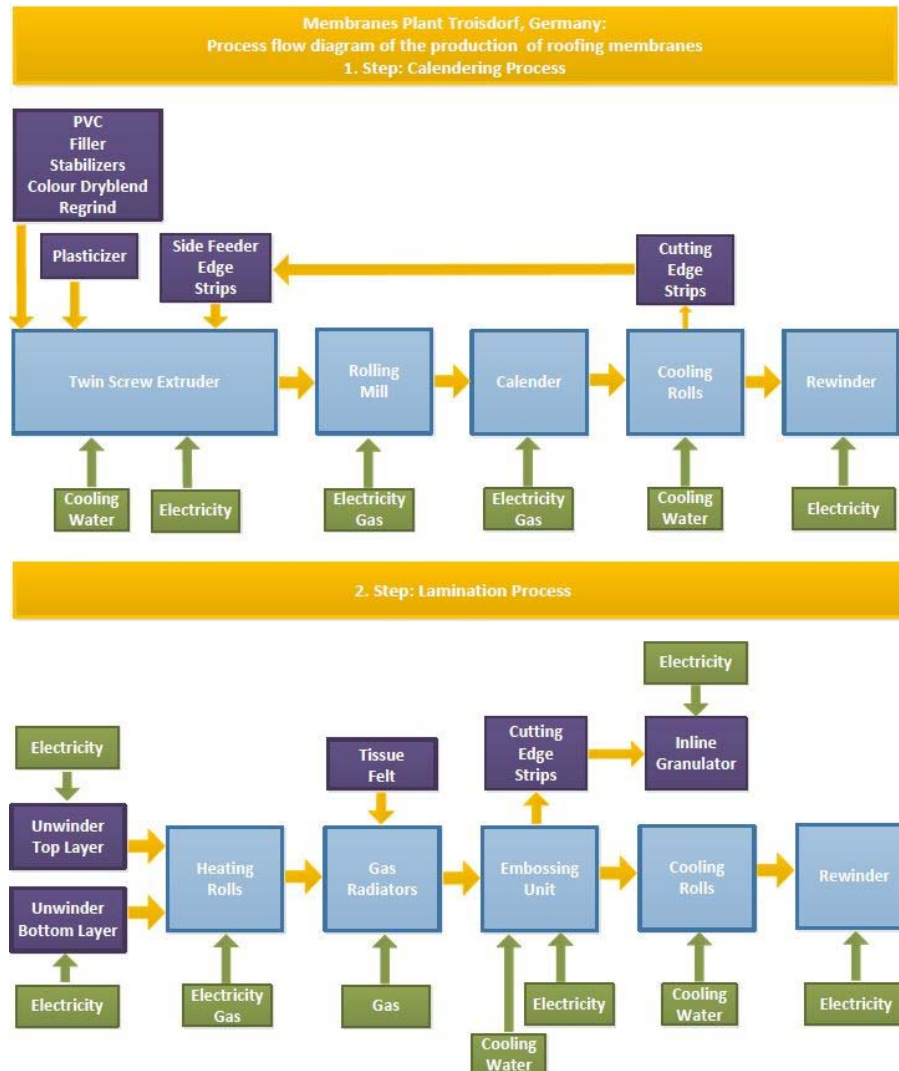 Membranes Plant Troisdorf, Germany:
Process flow diagram of the production of roofing membranes
1. Step: Calendering Process
PVC
Filler
Stabilizers
Colour Dryblend
Regrind
Plasticizer
Side Feeder
Edge
Strips
Cutting
Edge
Strips
Twin Screw Extruder
Rolling
Mill
Calender
Cooling
Rolls
Rewinder
Cooling
Water
Electricity
Electricity
Gas
Electricity
Gas
Cooling
Water
Electricity
2. Step: Lamination Process
Electricity
Electricity
Tissue
Felt
Cutting
Edge
Strips
Inline
Granulator
Unwinder
Top Layer
Unwinder
Bottom Layer
Heating
Rolls
Gas
Radiators
Embossing
Unit
Cooling
Rolls
Rewinder
Electricity
Electricity
Gas
Gas
Cooling
Water
Electricity
Cooling
Water
Electricity